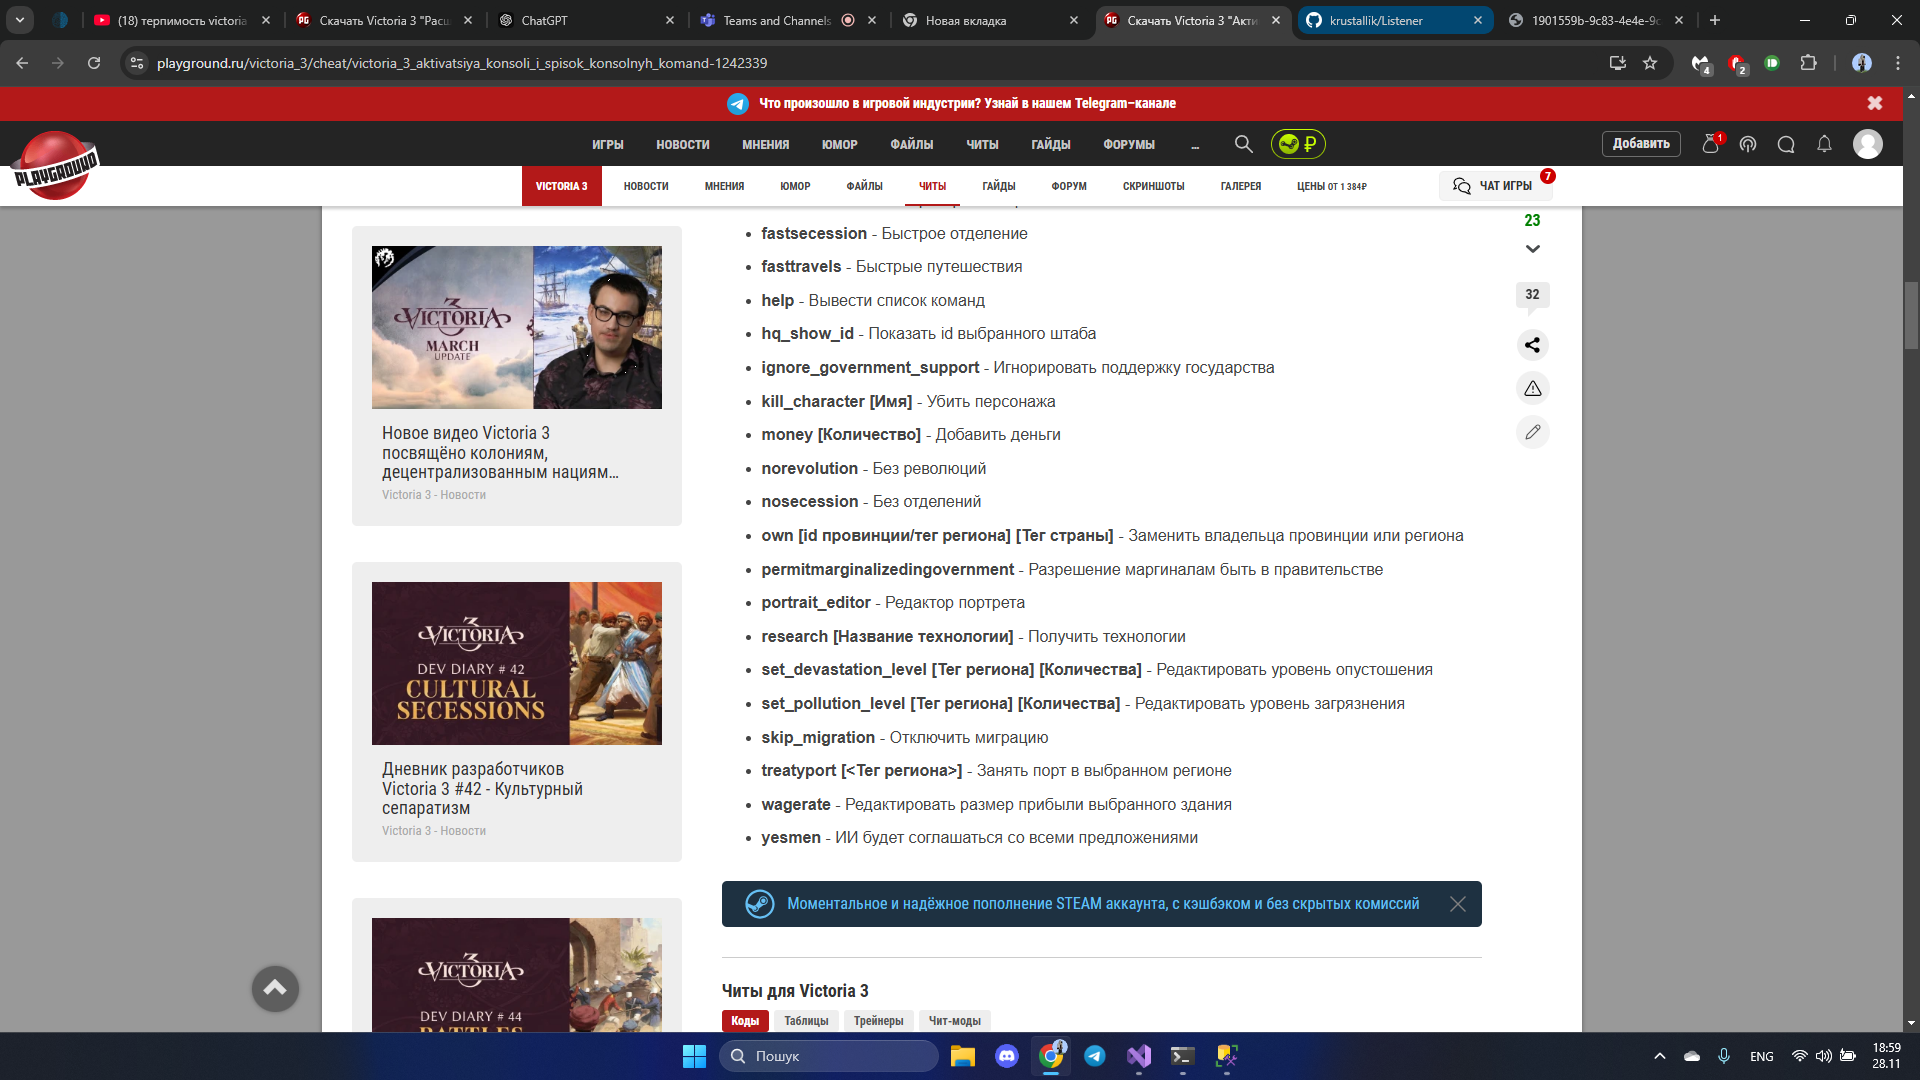 (18) терпимость victoria
Скачать Victoria 3 "Расш
ChatGPT
Teams and Channels
Новая вкладка
Скачать Victoria 3 "Акти
krustallik/Listener
1901559b-9c83-4e4e-9c
playground.ru/victoria_3/cheat/victoria_3_aktivatsiya_konsoli_i_spisok_konsolnyh_komand-1242339
4
2
Что произошло в игровой индустрии? Узнай в нашем Telegram-канале
PLAYGROUND
ИГРЫ
НОВОСТИ
МНЕНИЯ
ЮМОР
ФАЙЛЫ
ЧИТЫ
ГАЙДЫ
ФОРУМЫ
...
₽
Добавить
1
VICTORIA 3
НОВОСТИ
МНЕНИЯ
ЮМОР
ФАЙЛЫ
ЧИТЫ
ГАЙДЫ
ФОРУМ
СКРИНШОТЫ
ГАЛЕРЕЯ
ЦЕНЫ ОТ 1 384₽
ЧАТ ИГРЫ
7
VICTORIA
3
MARCH
UPDATE
Новое видео Victoria 3
посвящёно колониям,
децентрализованным нациям...
Victoria 3 - Новости
3
VICTORIA
DEV DIARY # 42
CULTURAL
SECESSIONS
Дневник разработчиков
Victoria 3 #42 - Культурный
сепаратизм
Victoria 3 - Новости
3
VICTORIA
DEV DIARY # 44
BATTLES
• fastsecession - Быстрое отделение
• fasttravels - Быстрые путешествия
• help - Вывести список команд
• hq_show_id - Показать id выбранного штаба
• ignore_government_support - Игнорировать поддержку государства
• kill_character [Имя] - Убить персонажа
• money [Количество] - Добавить деньги
• norevolution - Без революций
• nosecession - Без отделений
• own [id провинции/тег региона] [Тег страны] - Заменить владельца провинции или региона
• permitmarginalizedingovernment - Разрешение маргиналам быть в правительстве
• portrait_editor - Редактор портрета
• research [Название технологии] - Получить технологии
• set_devastation_level [Тег региона] [Количества] - Редактировать уровень опустошения
• set_pollution_level [Тег региона] [Количества] - Редактировать уровень загрязнения
• skip_migration - Отключить миграцию
• treatyport [<Тег региона>] - Занять порт в выбранном регионе
• wagerate - Редактировать размер прибыли выбранного здания
• yesmen - ИИ будет соглашаться со всеми предложениями
23
32
Моментальное и надёжное пополнение STEAM аккаунта, с кэшбэком и без скрытых комиссий
Читы для Victoria 3
Коды
Таблицы
Трейнеры
Чит-моды
Пошук
ENG
18:59
28.11